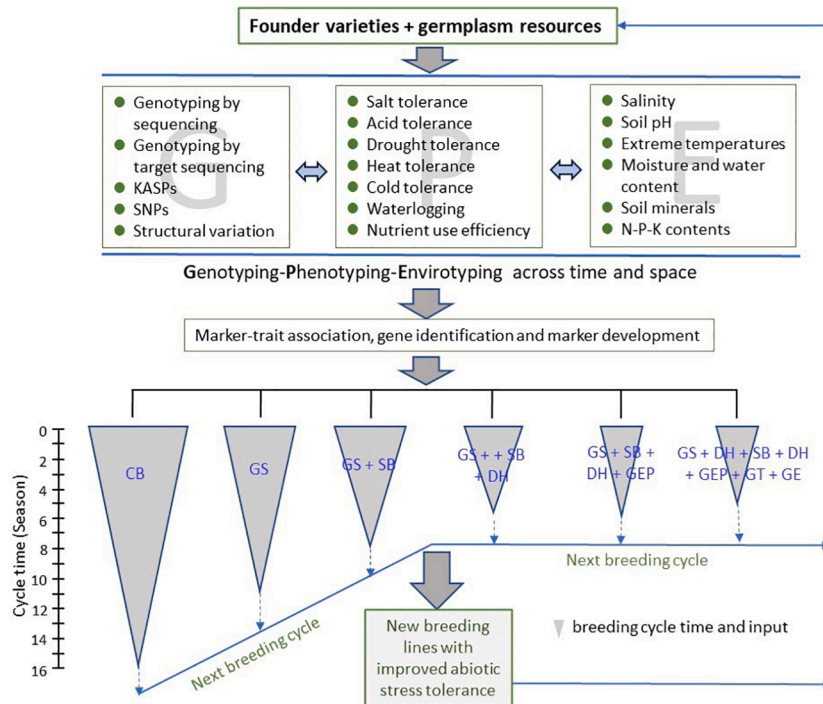 Founder varieties + germplasm resources
G
Genotyping by
sequencing
Genotyping by
target sequencing
KASPs
SNPs
Structural variation
P
Salt tolerance
Acid tolerance
Drought tolerance
Heat tolerance
Cold tolerance
Waterlogging
Nutrient use efficiency
E
Salinity
Soil pH
Extreme temperatures
Moisture and water
content
Soil minerals
N-P-K contents
Genotyping-Phenotyping-Envirotyping across time and space
Marker-trait association, gene identification and marker development
Cycle time (Season)
0
2
4
6
8
10
12
14
16
CB
GS
GS + SB
GS + + SB
+ DH
GS + SB +
DH + GEP
GS + DH + SB + DH
+ GEP + GT + GE
Next breeding cycle
Next breeding cycle
New breeding
lines with
improved abiotic
stress tolerance
breeding cycle time and input